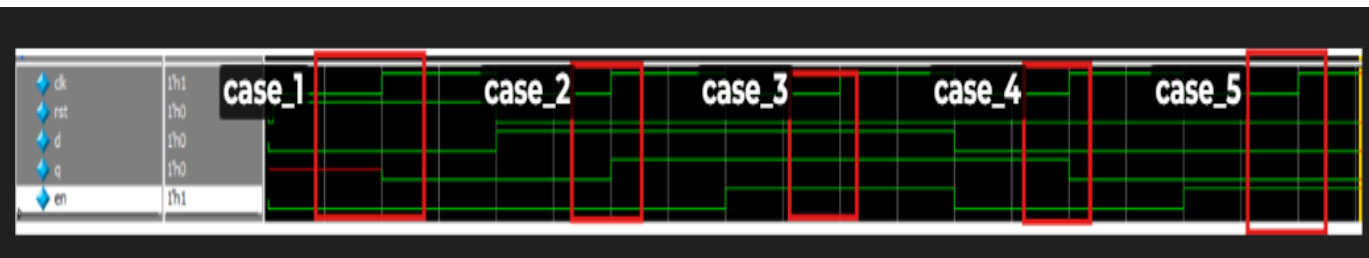 clk 1'h1 case_1 case_2 case_3 case_4 case_5
rst 1'h0
d 1'h0
q 1'h0
en 1'h1